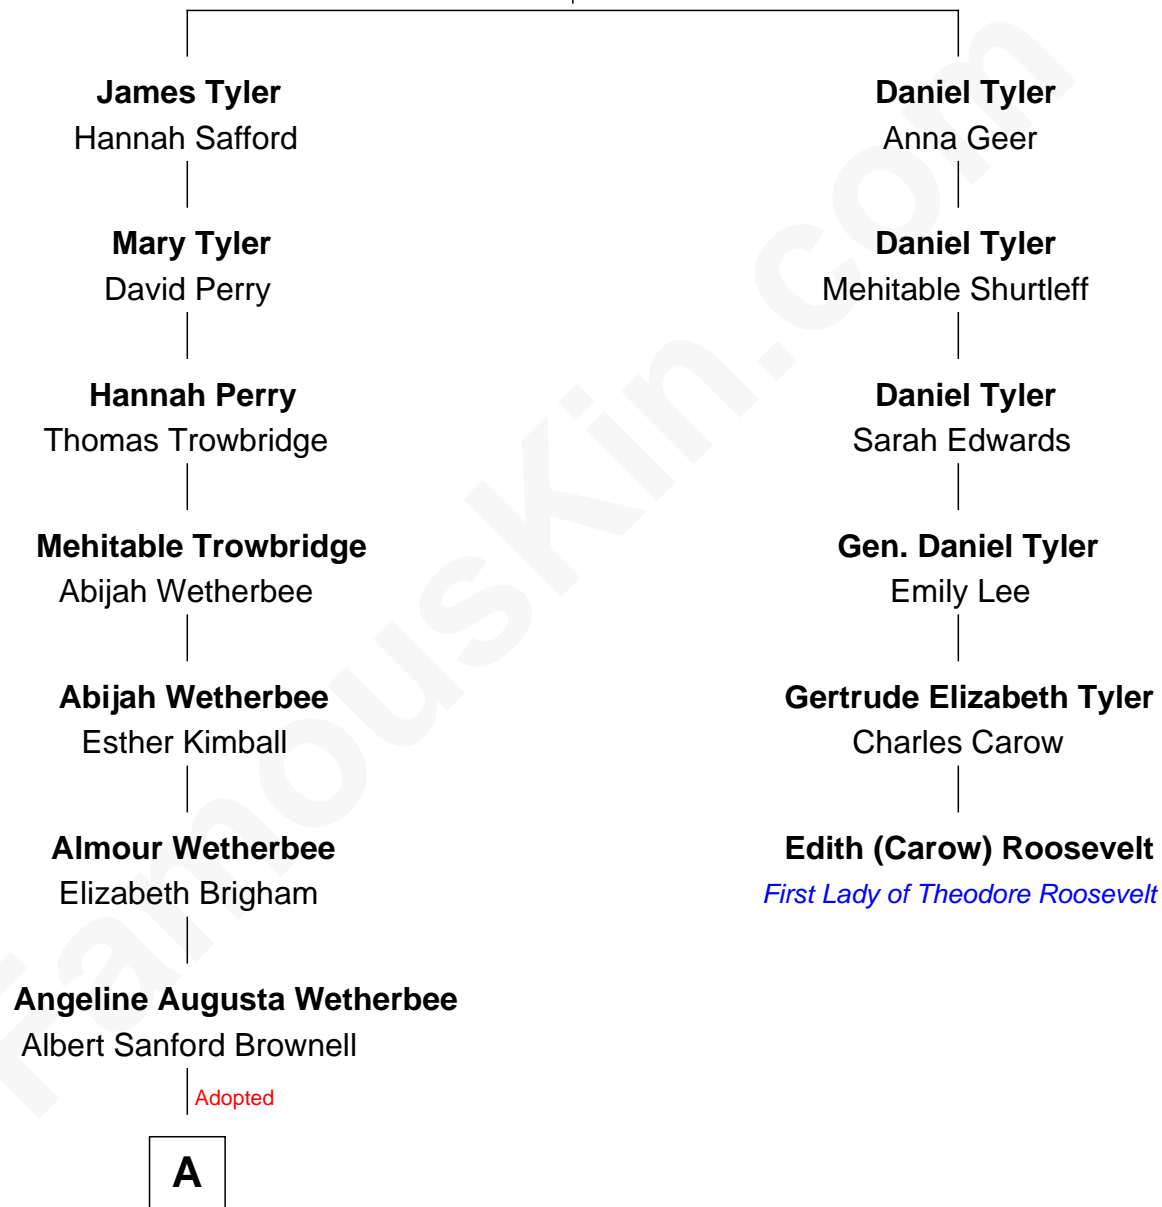 James Tyler
Hannah Safford
Mary Tyler
David Perry
Hannah Perry
Thomas Trowbridge
Mehitable Trowbridge
Abijah Wetherbee
Abijah Wetherbee
Esther Kimball
Almour Wetherbee
Elizabeth Brigham
Angeline Augusta Wetherbee
Albert Sanford Brownell
Adopted
A
Daniel Tyler
Anna Geer
Daniel Tyler
Mehitable Shurtleff
Daniel Tyler
Sarah Edwards
Gen. Daniel Tyler
Emily Lee
Gertrude Elizabeth Tyler
Charles Carow
Edith (Carow) Roosevelt
First Lady of Theodore Roosevelt
FamousKin.com